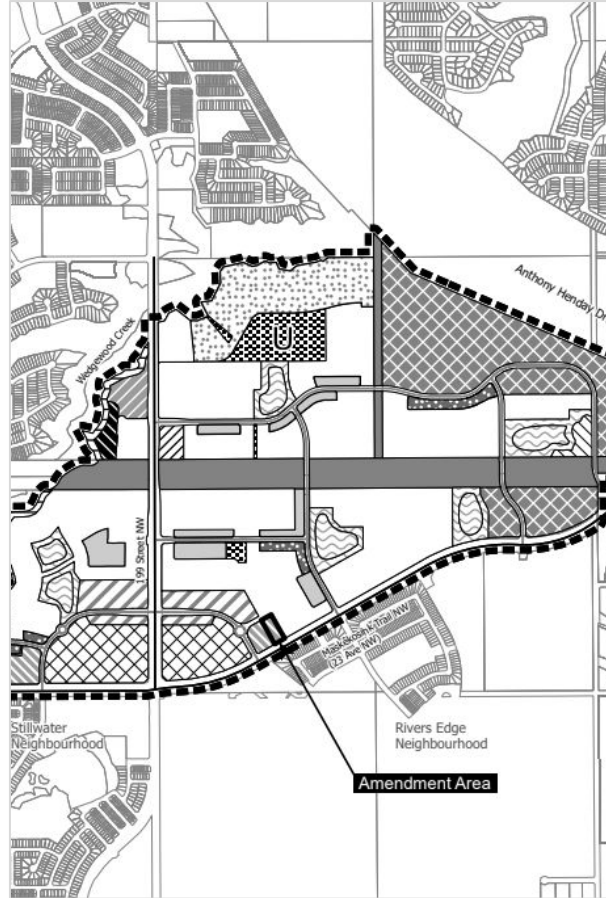 Anthony Henday Dr
Wedgewood Creek
U
199 Street NW
Maskekosihk Trail NW
(23 Ave NW)
Stillwater
Neighbourhood
Rivers Edge
Neighbourhood
Amendment Area